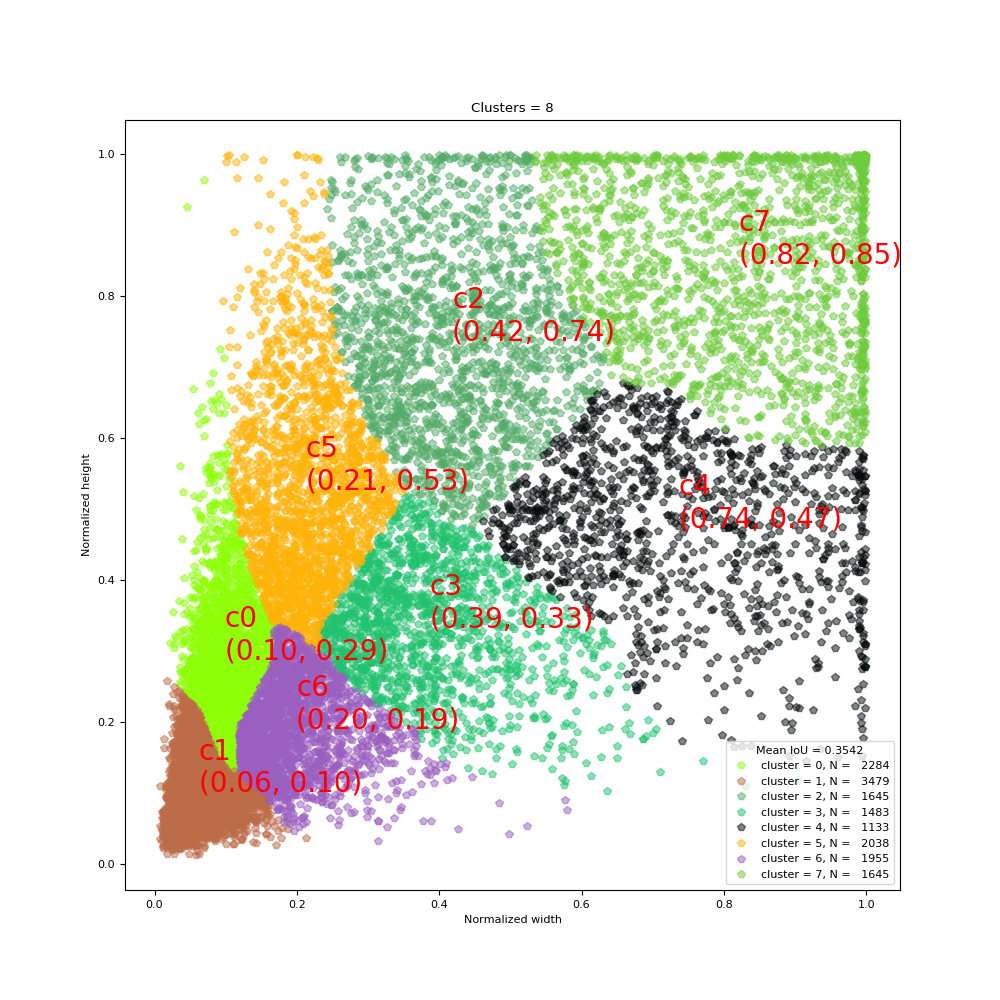 Clusters = 8
1.0
0.8
0.6
0.4
0.2
0.0
Normalized height
c7
(0.82, 0.85)
c2
(0.42, 0.74)
c5
(0.21, 0.53)
c4
(0.74, 0.47)
c3
(0.39, 0.33)
c0
(0.10, 0.29)
c6
(0.20, 0.19)
c1
(0.06, 0.10)
Mean IoU = 0.3542
cluster = 0, N = 2284
cluster = 1, N = 3479
cluster = 2, N = 1645
cluster = 3, N = 1483
cluster = 4, N = 1133
cluster = 5, N = 2038
cluster = 6, N = 1955
cluster = 7, N = 1645
0.0 0.2 0.4 0.6 0.8 1.0
Normalized width